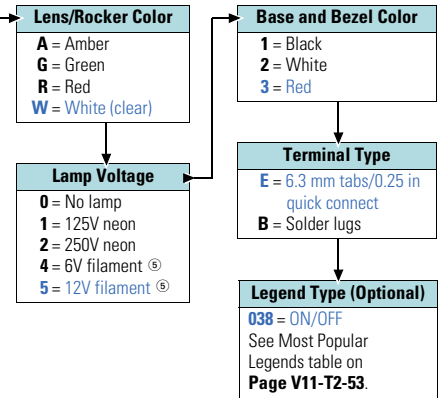 Lens/Rocker Color
A = Amber
G = Green
R = Red
W = White (clear)
Lamp Voltage
0 = No lamp
1 = 125V neon
2 = 250V neon
4 = 6V filament ⑤
5 = 12V filament ⑤
Base and Bezel Color
1 = Black
2 = White
3 = Red
Terminal Type
E = 6.3 mm tabs/0.25 in
quick connect
B = Solder lugs
Legend Type (Optional)
038 = ON/OFF
See Most Popular
Legends table on
Page V11-T2-53.